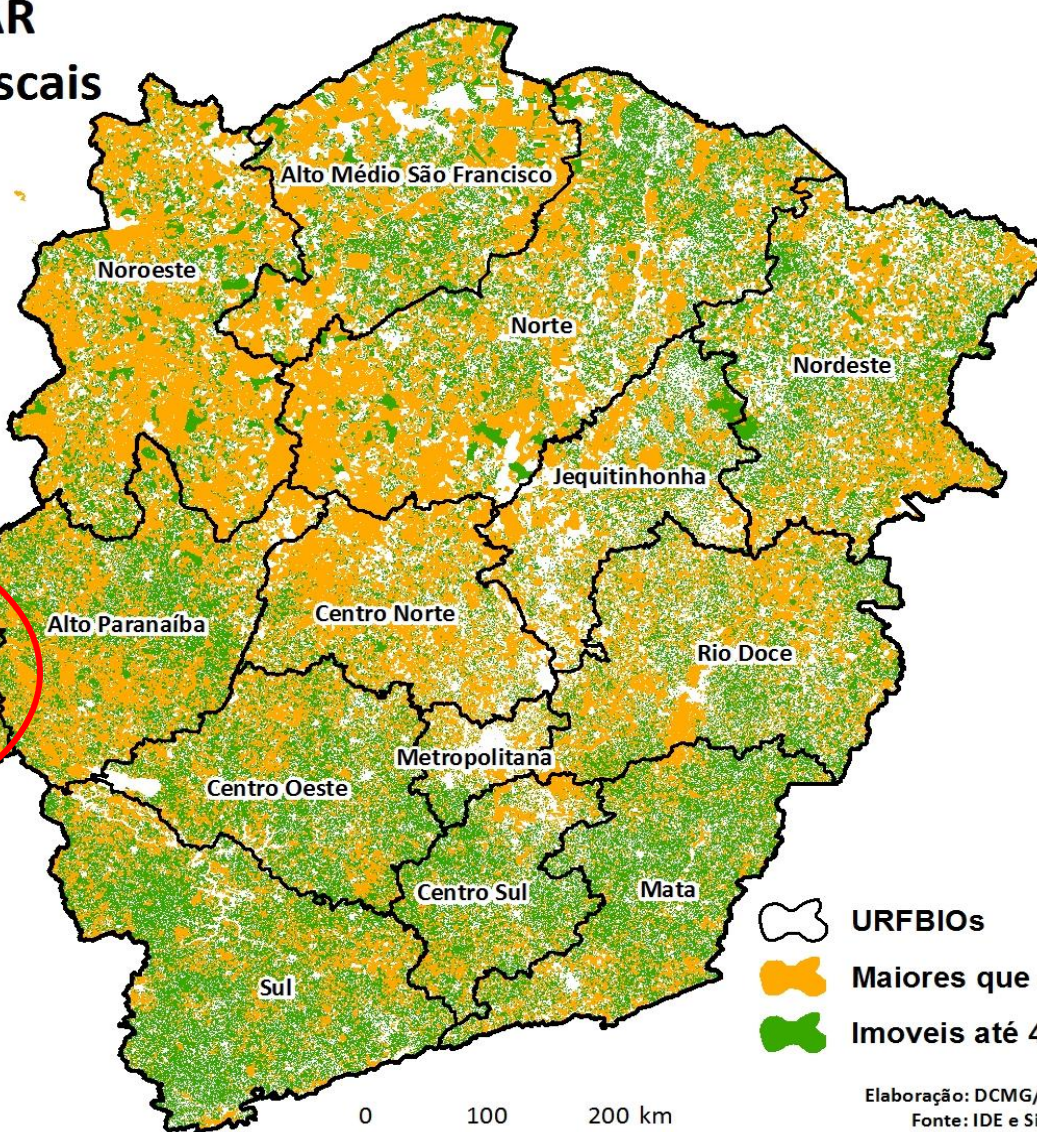 AR
scais
Alto Médio São Francisco
Noroeste
Norte
Nordeste
Jequitinhonha
Centro Norte
Alto Paranaíba
Rio Doce
Metropolitana
Centro Oeste
Centro Sul
Mata
Sul
URFBIOs
Maiores que
Imoveis até 4
0 100 200 km
Elaboração: DCMG/
Fonte: IDE e Si